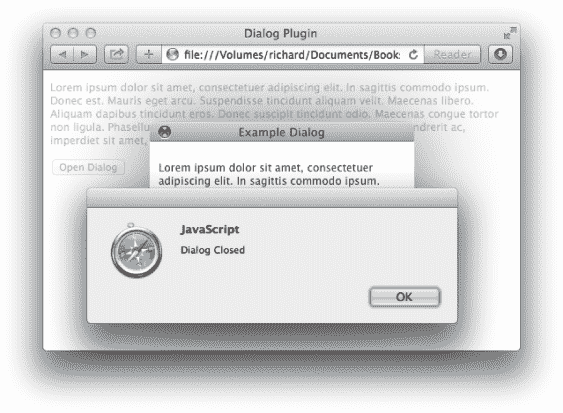 Dialog Plugin
file:///Volumes/richard/Documents/Book
Reader
Lorem ipsum dolor sit amet, consectetuer adipiscing elit. In sagittis commodo ipsum.
Donec est. Mauris eget arcu. Suspendisse tincidunt aliquam velit. Maecenas libero.
Aliquam dapibus tincidunt eros. Donec suscipit tincidunt odio. Maecenas congue tortor
non ligula. Phasellu ndrerit ac,
imperdiet sit amet,
Example Dialog
Open Dialog
Lorem ipsum dolor sit amet, consectetuer
adipiscing elit. In sagittis commodo ipsum.
JavaScript
Dialog Closed
OK